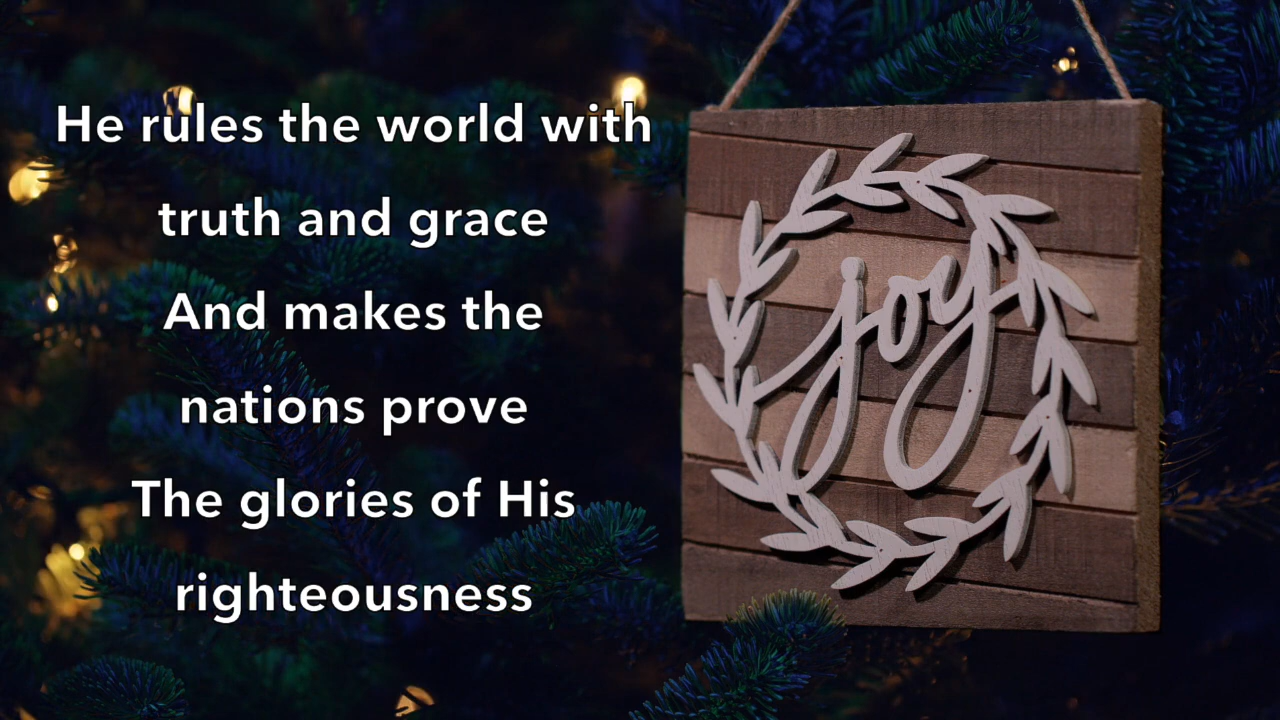 He rules the world with
truth and grace
And makes the
nations prove
The glories of His
righteousness
joy